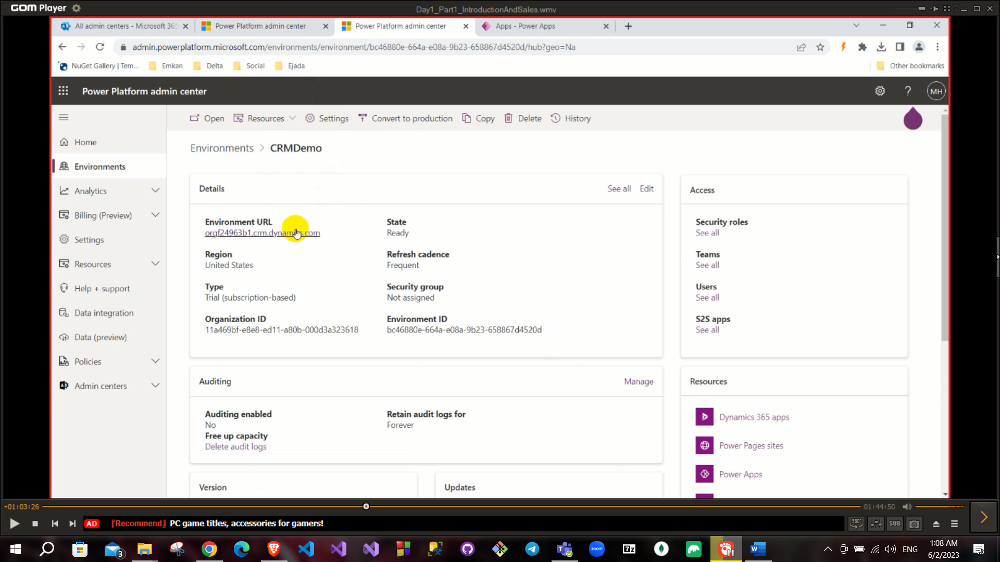 GOM Player
Day1_Part1_IntroductionAndSales.wmv
All admin centers - Microsoft 365
Power Platform admin center
Power Platform admin center
Apps - Power Apps
admin.powerplatform.microsoft.com/environments/environment/bc46880e-664a-e08a-9b23-658867d4520d/hub?geo=Na
NuGet Gallery | Tem...
Emkan
Delta
Social
Ejada
Other bookmarks
Power Platform admin center
MH
Open
Resources
Settings
Convert to production
Copy
Delete
History
Home
Environments
Analytics
Billing (Preview)
Settings
Resources
Help + support
Data integration
Data (preview)
Policies
Admin centers
Environments > CRMDemo
Details
See all
Edit
Environment URL
orgf24963b1.crm.dynamics.com
State
Ready
Region
United States
Refresh cadence
Frequent
Type
Trial (subscription-based)
Security group
Not assigned
Organization ID
11a469bf-e8e8-ed11-a80b-000d3a323618
Environment ID
bc46880e-664a-e08a-9b23-658867d4520d
Access
Security roles
See all
Teams
See all
Users
See all
S2S apps
See all
Auditing
Manage
Auditing enabled
No
Retain audit logs for
Forever
Free up capacity
Delete audit logs
Resources
Dynamics 365 apps
Power Pages sites
Power Apps
Version
Updates
-01:03:26
01:44:50
AD
『Recommend』 PC game titles, accessories for gamers!
360°
SUB
3
zoom
7z
ENG
1:08 AM
6/2/2023